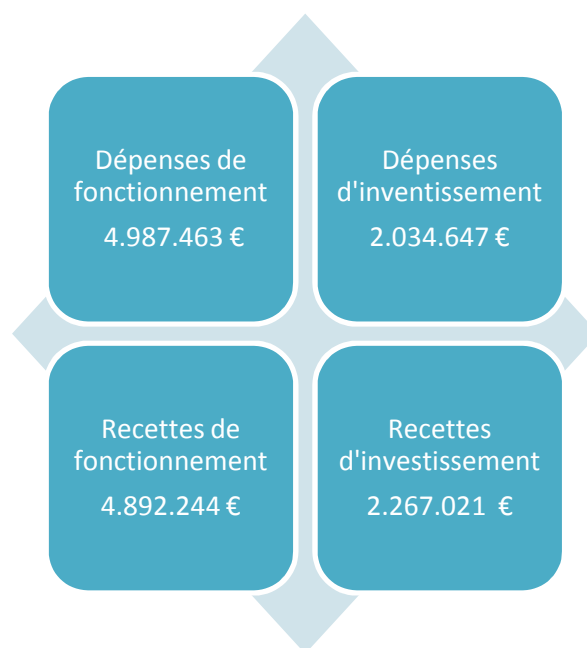 Dépenses de
fonctionnement
4.987.463 €
Dépenses
d'inventissement
2.034.647 €
Recettes de
fonctionnement
4.892.244 €
Recettes
d'investissement
2.267.021 €